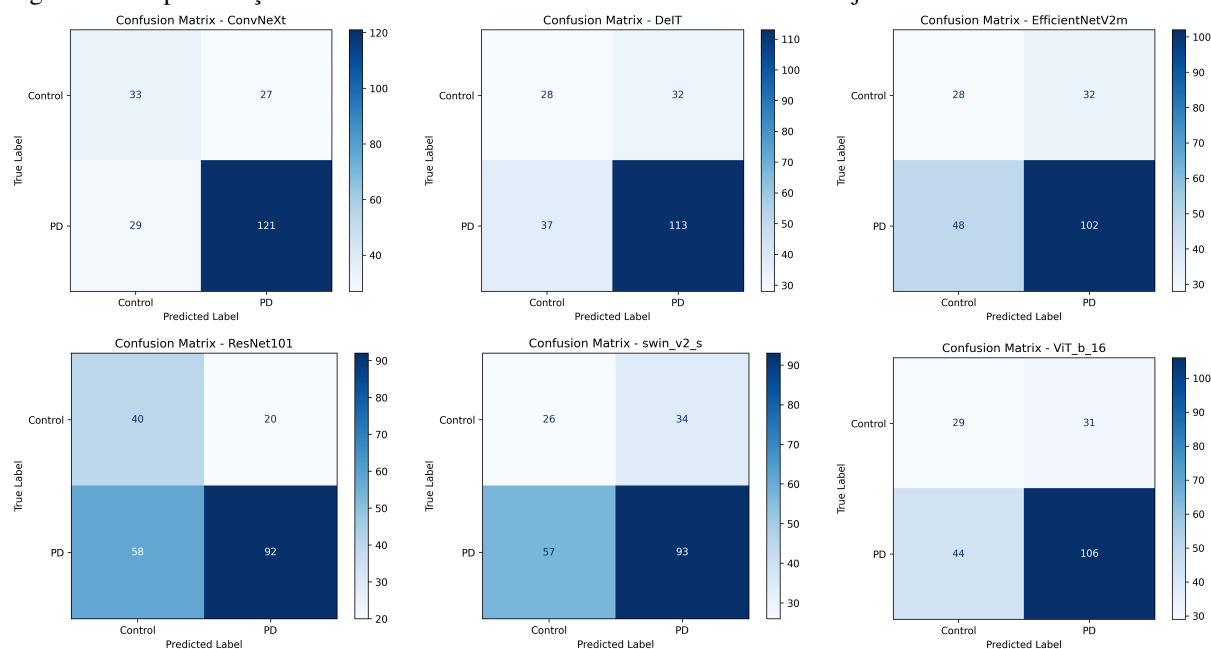 Confusion Matrix - ConvNeXt
Control
33
27
PD
29
121
Control
PD
True Label
Predicted Label
120
100
80
60
40
Confusion Matrix - DeIT
Control
28
32
PD
37
113
Control
PD
True Label
Predicted Label
110
100
90
80
70
60
50
40
30
Confusion Matrix - EfficientNetV2m
Control
28
32
PD
48
102
Control
PD
True Label
Predicted Label
100
90
80
70
60
50
40
30
Confusion Matrix - ResNet101
Control
40
20
PD
58
92
Control
PD
True Label
Predicted Label
90
80
70
60
50
40
30
20
Confusion Matrix - swin_v2_s
Control
26
34
PD
57
93
Control
PD
True Label
Predicted Label
90
80
70
60
50
40
30
Confusion Matrix - ViT_b_16
Control
29
31
PD
44
106
Control
PD
True Label
Predicted Label
100
90
80
70
60
50
40
30